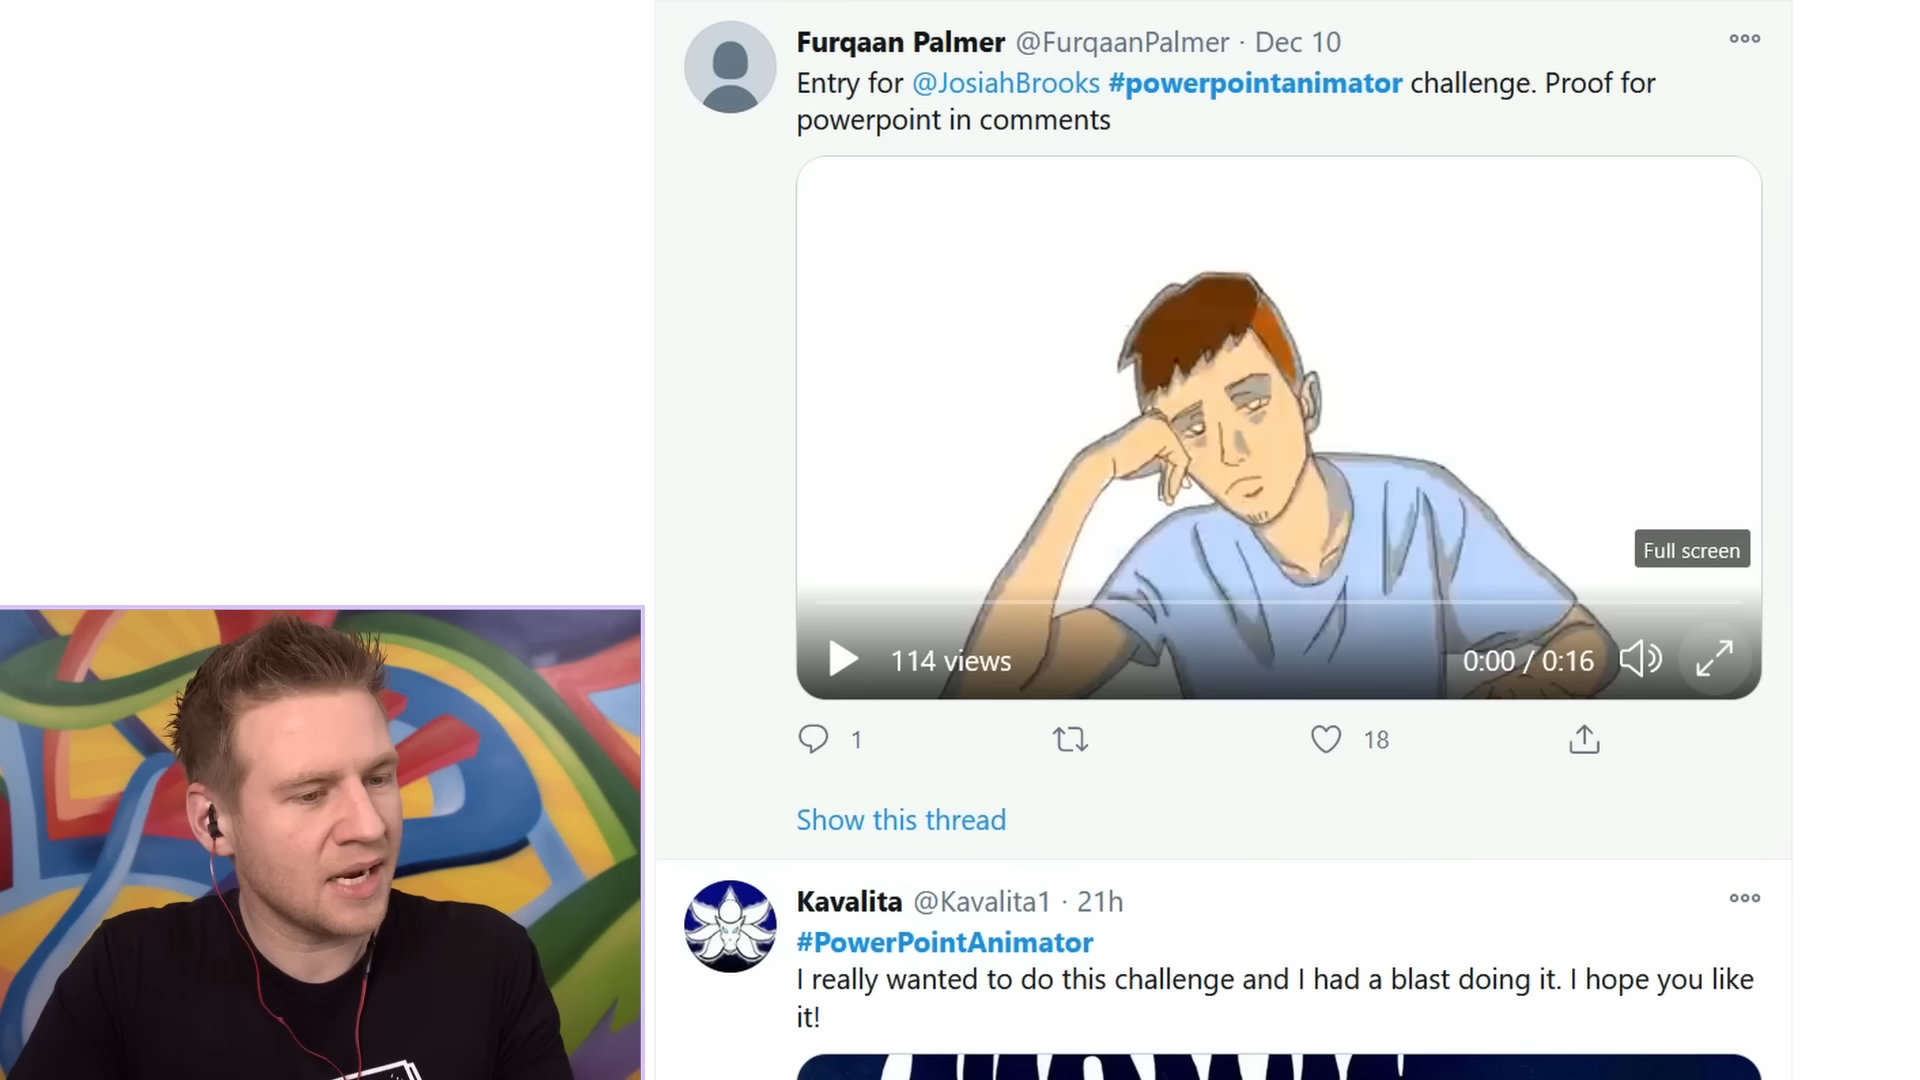 Furqaan Palmer @FurqaanPalmer · Dec 10
Entry for @JosiahBrooks #powerpointanimator challenge. Proof for
powerpoint in comments
Full screen
114 views
0:00 / 0:16
1
18
Show this thread
Kavalita @Kavalita1 · 21h
#PowerPointAnimator
I really wanted to do this challenge and I had a blast doing it. I hope you like
it!